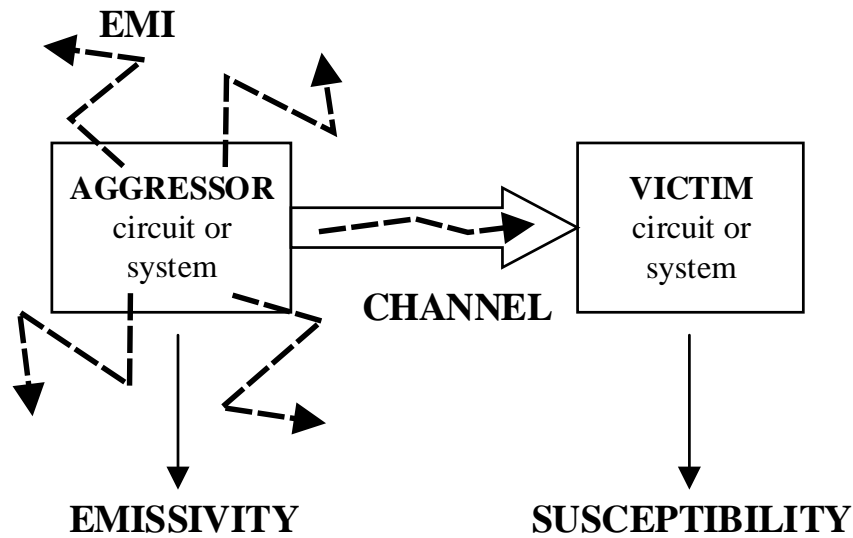 EMI
AGGRESSOR
circuit or
system
VICTIM
circuit or
system
CHANNEL
EMISSIVITY
SUSCEPTIBILITY